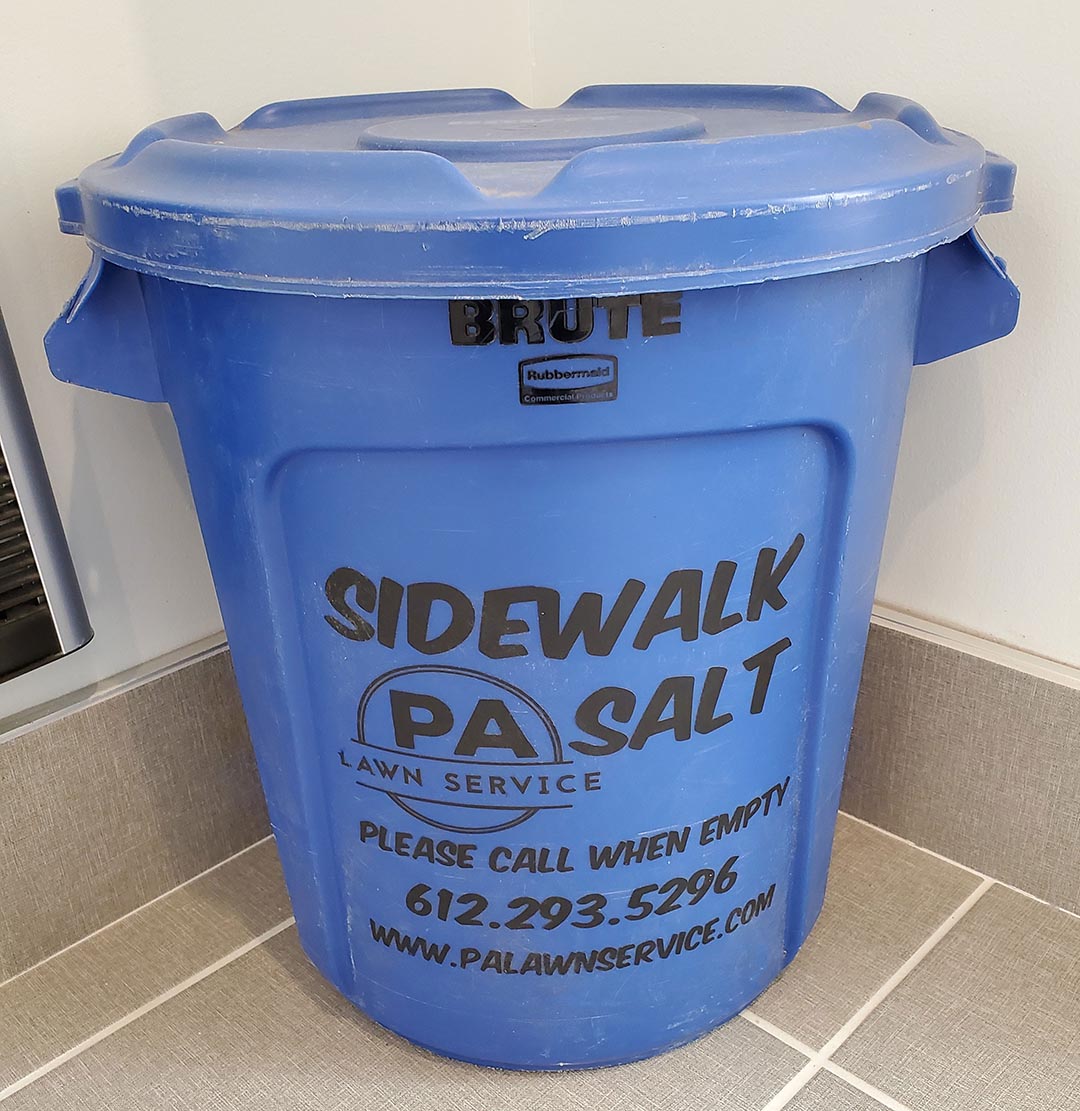 BRUTE
Rubbermaid
Commercial Products
SIDEWALK
SALT
PA
LAWN SERVICE
PLEASE CALL WHEN EMPTY
612.293.5296
WWW.PALAWNSERVICE.COM